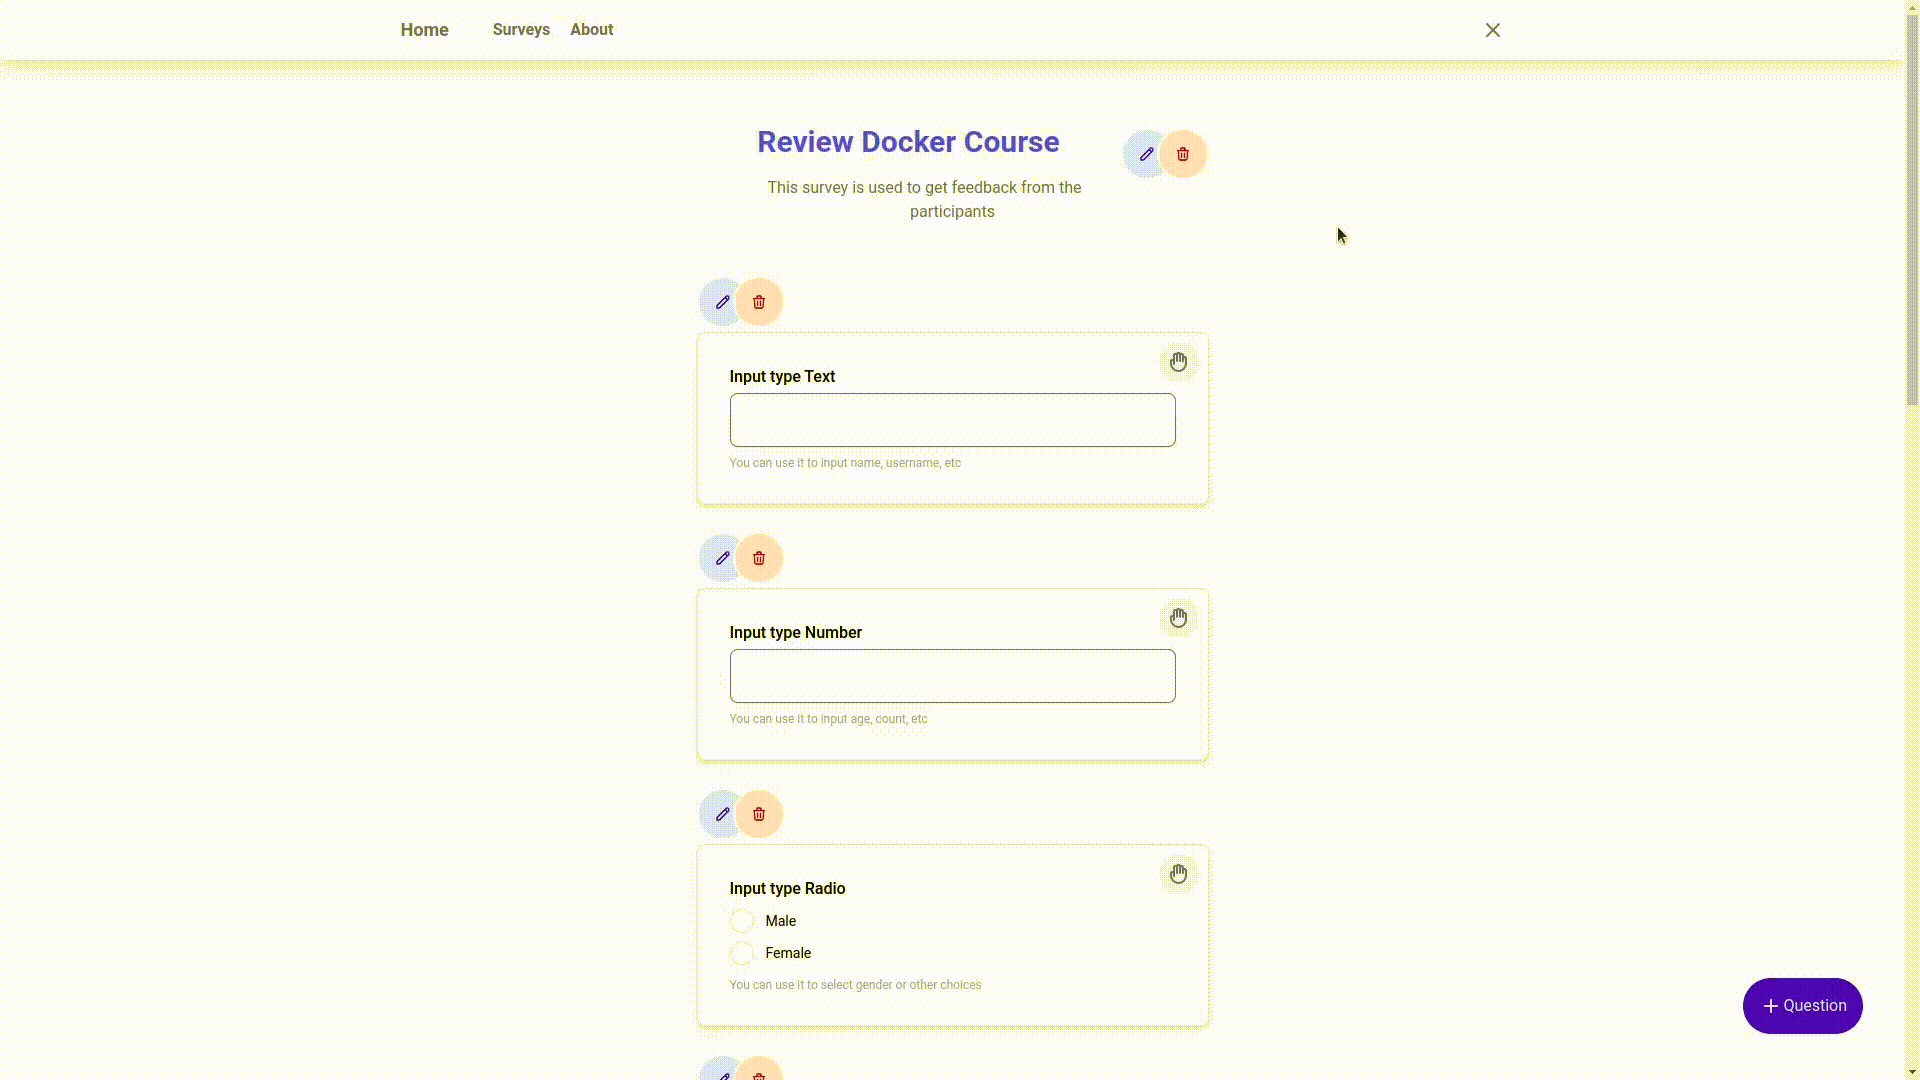 Home Surveys About
Review Docker Course
This survey is used to get feedback from the
participants
Input type Text
You can use it to input name, username, etc
Input type Number
You can use it to input age, count, etc
Input type Radio
Male
Female
You can use it to select gender or other choices
+ Question